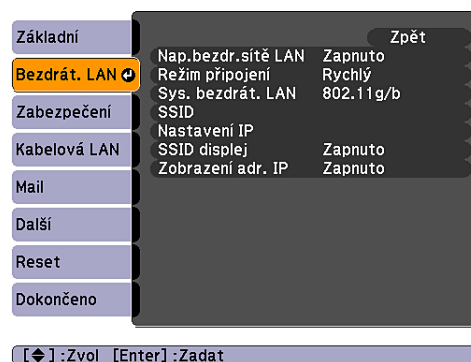 Základní
Bezdrát. LAN
Zabezpečení
Kabelová LAN
Mail
Další
Reset
Dokončeno
Zpět
Nap.bezdr.sítě LAN Zapnuto
Režim připojení Rychlý
Sys. bezdrát. LAN 802.11g/b
SSID
Nastavení IP
SSID displej Zapnuto
Zobrazení adr. IP Zapnuto
[◆] :Zvol [Enter] :Zadat